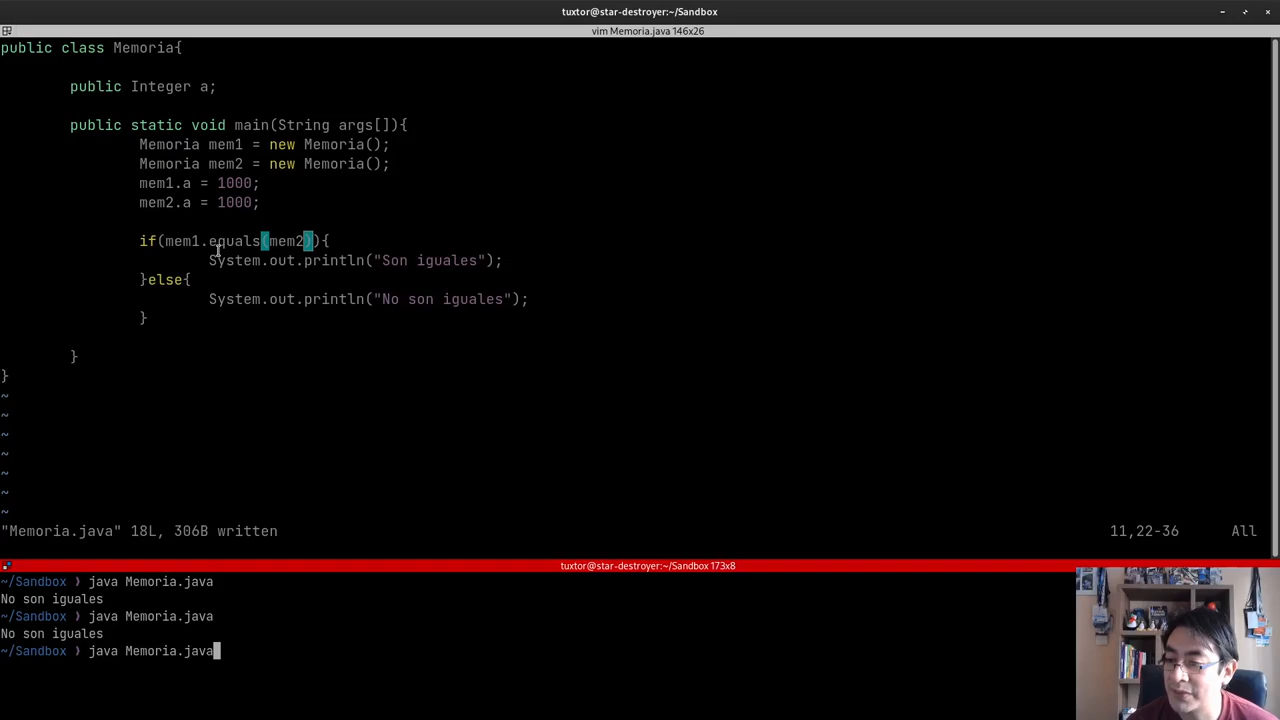 tuxtor@star-destroyer:~/Sandbox
vim Memoria.java 146x26
public class Memoria{
public Integer a;
public static void main(String args[]){
Memoria mem1 = new Memoria();
Memoria mem2 = new Memoria();
mem1.a = 1000;
mem2.a = 1000;
if(mem1.equals(mem2)){
System.out.println("Son iguales");
}else{
System.out.println("No son iguales");
}
}
}
~
~
~
~
~
~
~
"Memoria.java" 18L, 306B written 11,22-36 All
tuxtor@star-destroyer:~/Sandbox 173x8
~/Sandbox ❯ java Memoria.java
No son iguales
~/Sandbox ❯ java Memoria.java
No son iguales
~/Sandbox ❯ java Memoria.java